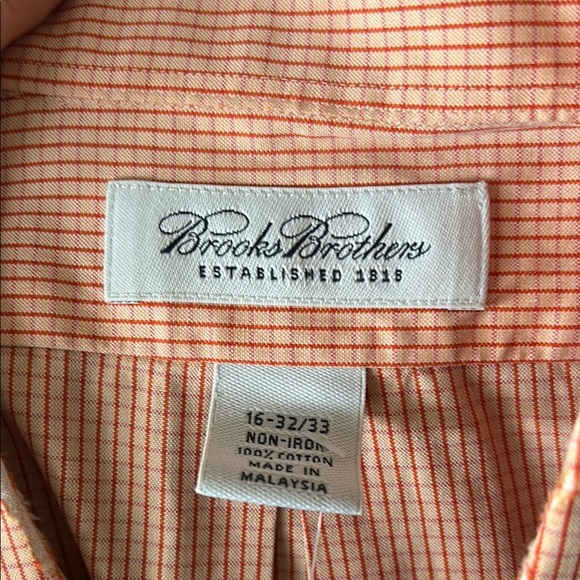 Brooks Brothers
ESTABLISHED 1818
16-32/33
NON-IRON
100% COTTON
MADE IN
MALAYSIA